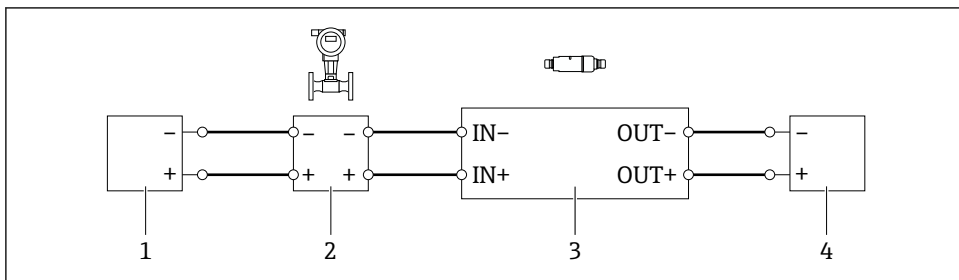 − − − IN− OUT− −
+ + + IN+ OUT+ +
1 2 3 4